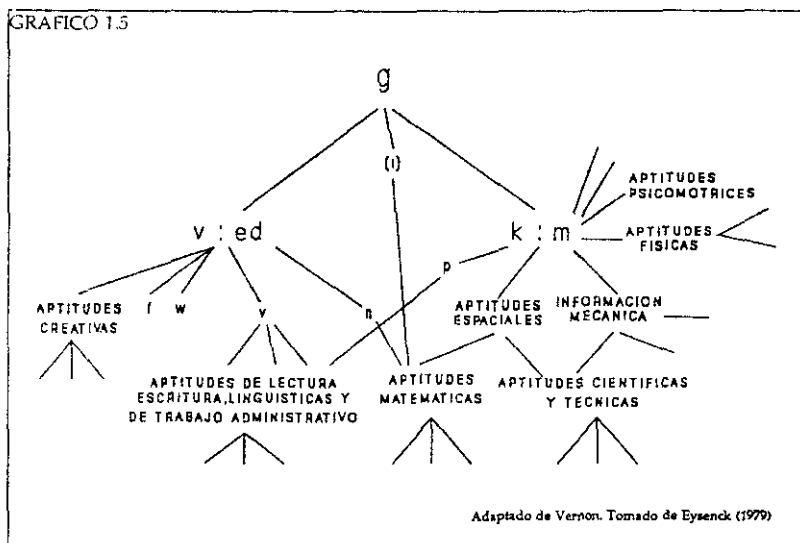 GRAFICO 1.5
g
(i)
APTITUDES
PSICOMOTRICES
v : ed
k : m
APTITUDES
FISICAS
p
APTITUDES
CREATIVAS
f
w
v
n
APTITUDES
ESPACIALES
INFORMACION
MECANICA
APTITUDES DE LECTURA
ESCRITURA, LINGUISTICAS Y
DE TRABAJO ADMINISTRATIVO
APTITUDES
MATEMATICAS
APTITUDES CIENTIFICAS
Y TECNICAS
Adaptado de Vernon. Tomado de Eysenck (1979)